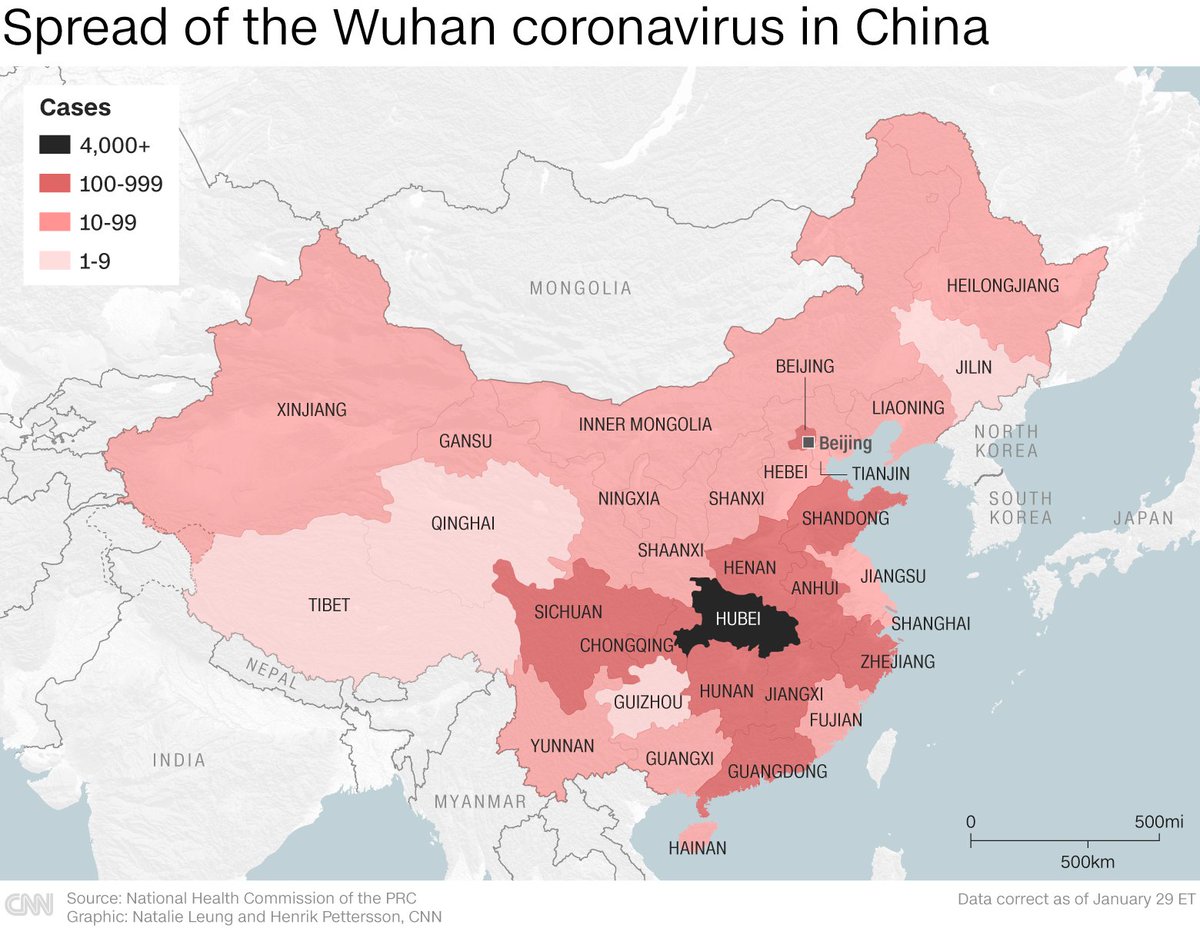 Spread of the Wuhan coronavirus in China
Cases
4,000+
100-999
10-99
1-9
MONGOLIA
HEILONGJIANG
JILIN
BEIJING
LIAONING
XINJIANG
INNER MONGOLIA
GANSU
Beijing
NORTH
KOREA
HEBEI
TIANJIN
NINGXIA
SHANXI
SOUTH
KOREA
JAPAN
QINGHAI
SHANDONG
SHAANXI
HENAN
JIANGSU
ANHUI
TIBET
SICHUAN
HUBEI
SHANGHAI
CHONGQING
ZHEJIANG
NEPAL
HUNAN
JIANGXI
GUIZHOU
FUJIAN
YUNNAN
GUANGXI
INDIA
GUANGDONG
MYANMAR
HAINAN
0
500mi
500km
CNN
Source: National Health Commission of the PRC
Graphic: Natalie Leung and Henrik Pettersson, CNN
Data correct as of January 29 ET